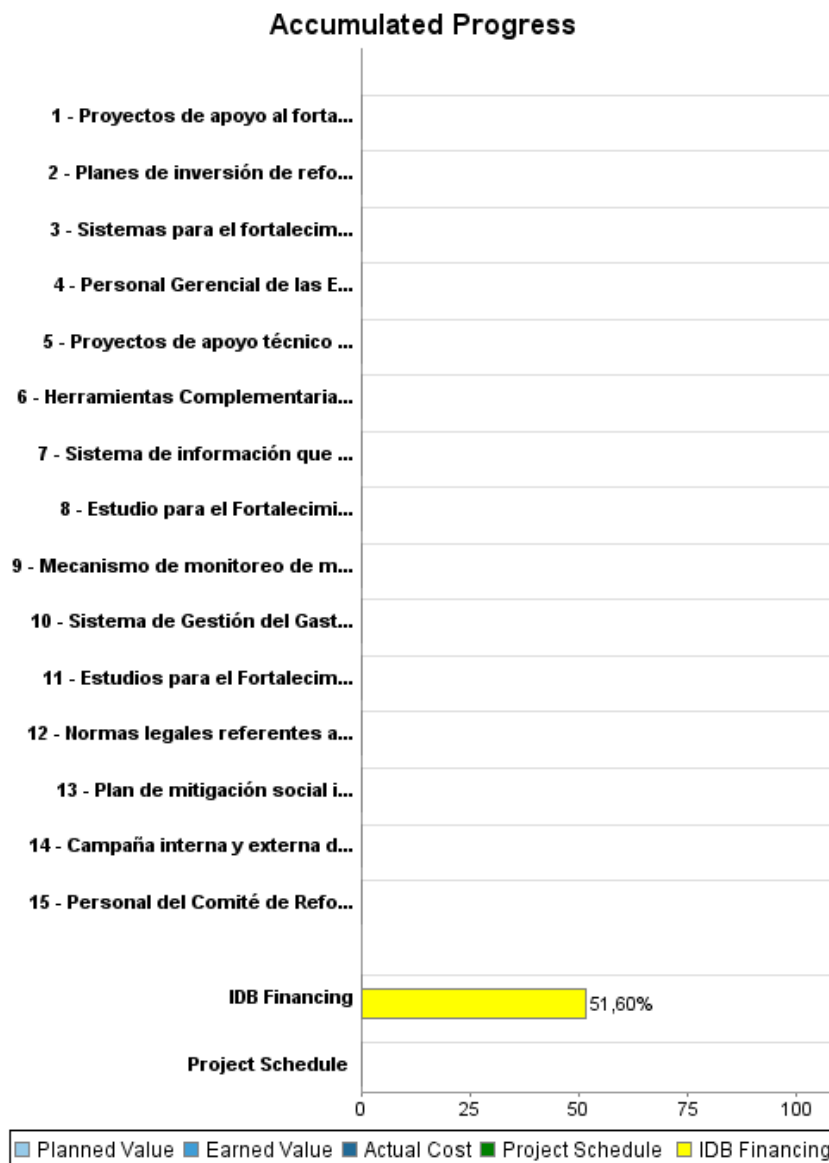 Accumulated Progress
1 - Proyectos de apoyo al forta...
2 - Planes de inversión de refo...
3 - Sistemas para el fortalecim...
4 - Personal Gerencial de las E...
5 - Proyectos de apoyo técnico ...
6 - Herramientas Complementaria...
7 - Sistema de información que ...
8 - Estudio para el Fortalecimi...
9 - Mecanismo de monitoreo de m...
10 - Sistema de Gestión del Gast...
11 - Estudios para el Fortalecim...
12 - Normas legales referentes a...
13 - Plan de mitigación social i...
14 - Campaña interna y externa d...
15 - Personal del Comité de Refo...
IDB Financing 51,60%
Project Schedule
0 25 50 75 100
Planned Value Earned Value Actual Cost Project Schedule IDB Financing